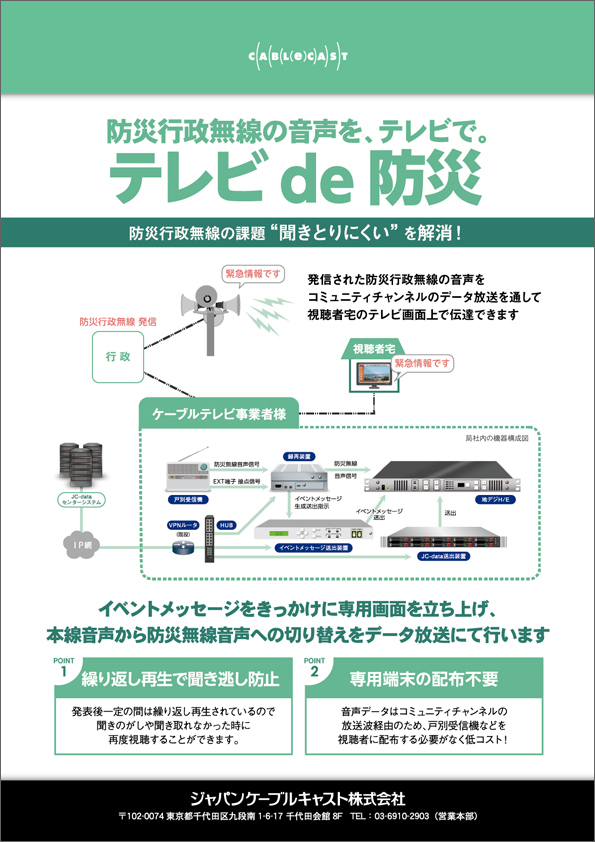 CABLeCAST
防災行政無線の音声を、テレビで。
テレビ de 防災
防災行政無線の課題 “聞きとりにくい” を解消！
緊急情報です
発信された防災行政無線の音声を
コミュニティチャンネルのデータ放送を通して
視聴者宅のテレビ画面上で伝達できます
防災行政無線 発信
行 政
視聴者宅
緊急情報です
ケーブルテレビ事業者様
局社内の機器構成図
防災無線音声信号
EXT端子 接点信号
戸別受信機
録再装置
防災無線
音声信号
地デジH/E
JC-data
センターシステム
IP網
VPNルータ
(既設)
HUB
イベントメッセージ
生成送出指示
イベントメッセージ
送出
送出
イベントメッセージ送出装置
JC-data送出装置
イベントメッセージをきっかけに専用画面を立ち上げ、
本線音声から防災無線音声への切り替えをデータ放送にて行います
POINT
1
繰り返し再生で聞き逃し防止
発表後一定の間は繰り返し再生されているので
聞きのがしや聞き取れなかった時に
再度視聴することができます。
POINT
2
専用端末の配布不要
音声データはコミュニティチャンネルの
放送波経由のため、戸別受信機などを
視聴者に配布する必要がなく低コスト！
ジャパンケーブルキャスト株式会社
〒102-0074 東京都千代田区九段南 1-6-17 千代田会館 8F　TEL：03-6910-2903（営業本部）